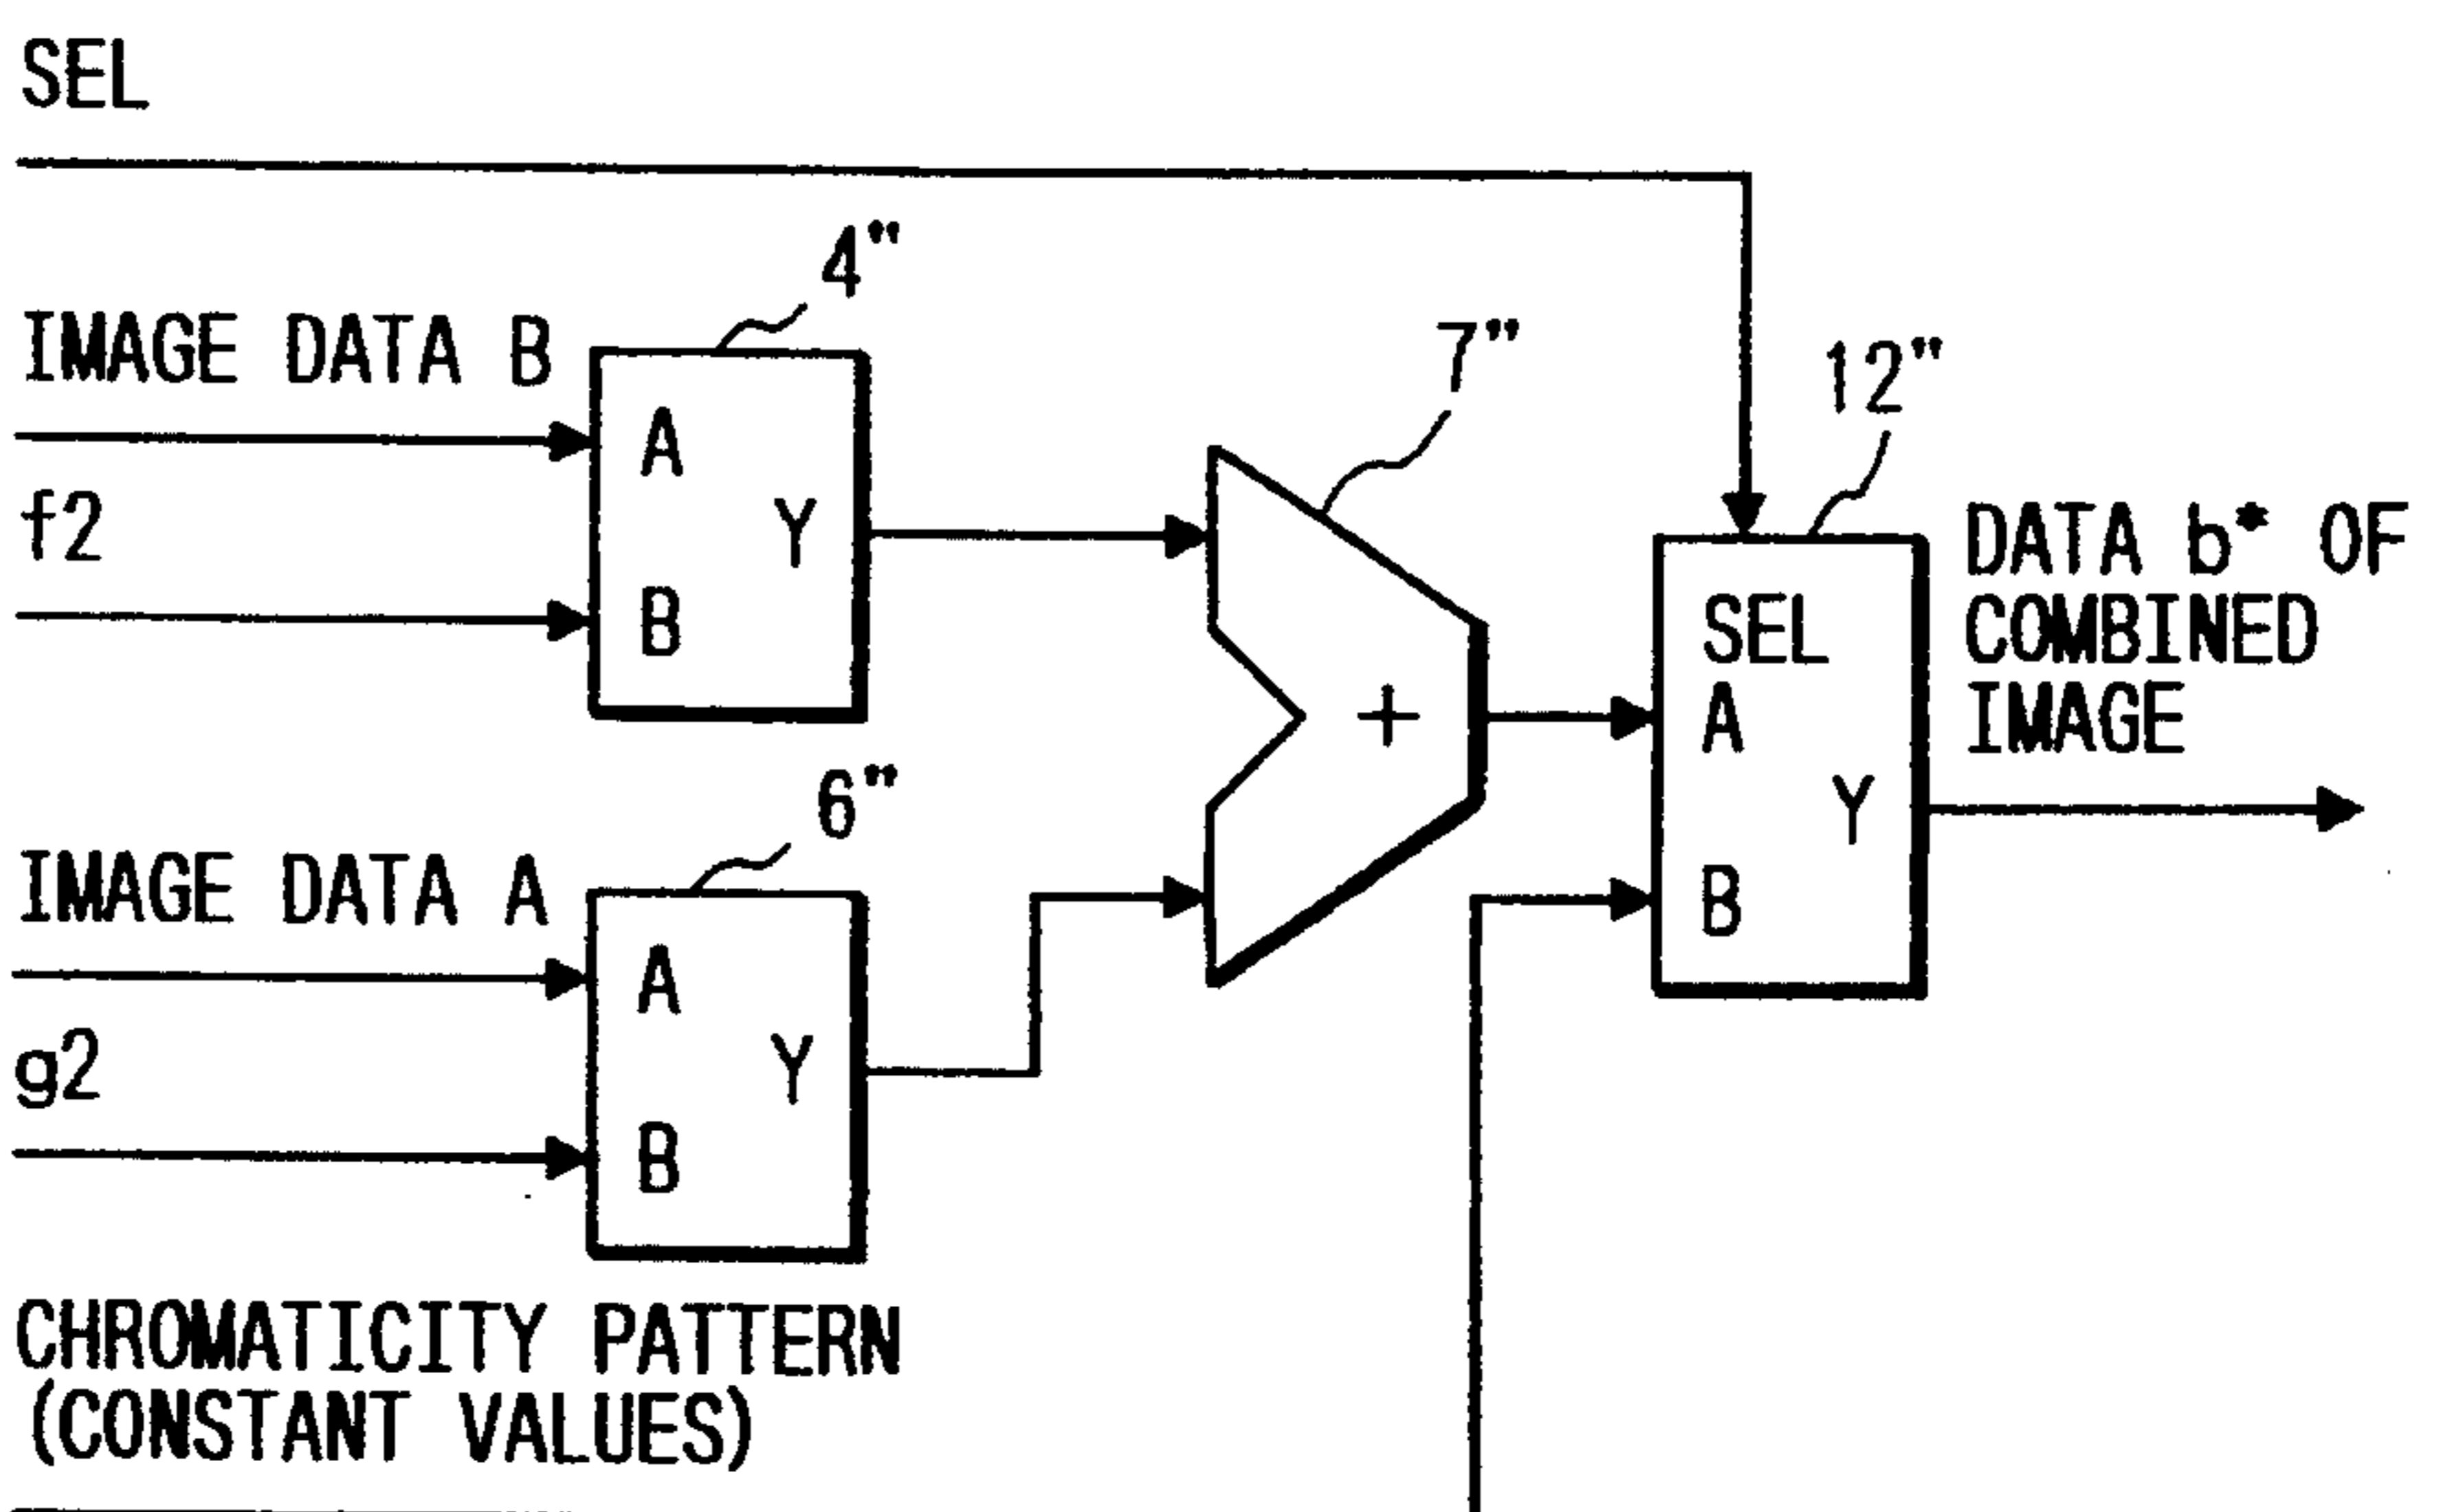 SEL
4"
IMAGE DATA B
7"
12"
A
f2
Y
B
DATA b* OF
COMBINED
IMAGE
SEL
A
+
Y
B
6"
IMAGE DATA A
A
g2
Y
B
CHROMATICITY PATTERN
(CONSTANT VALUES)